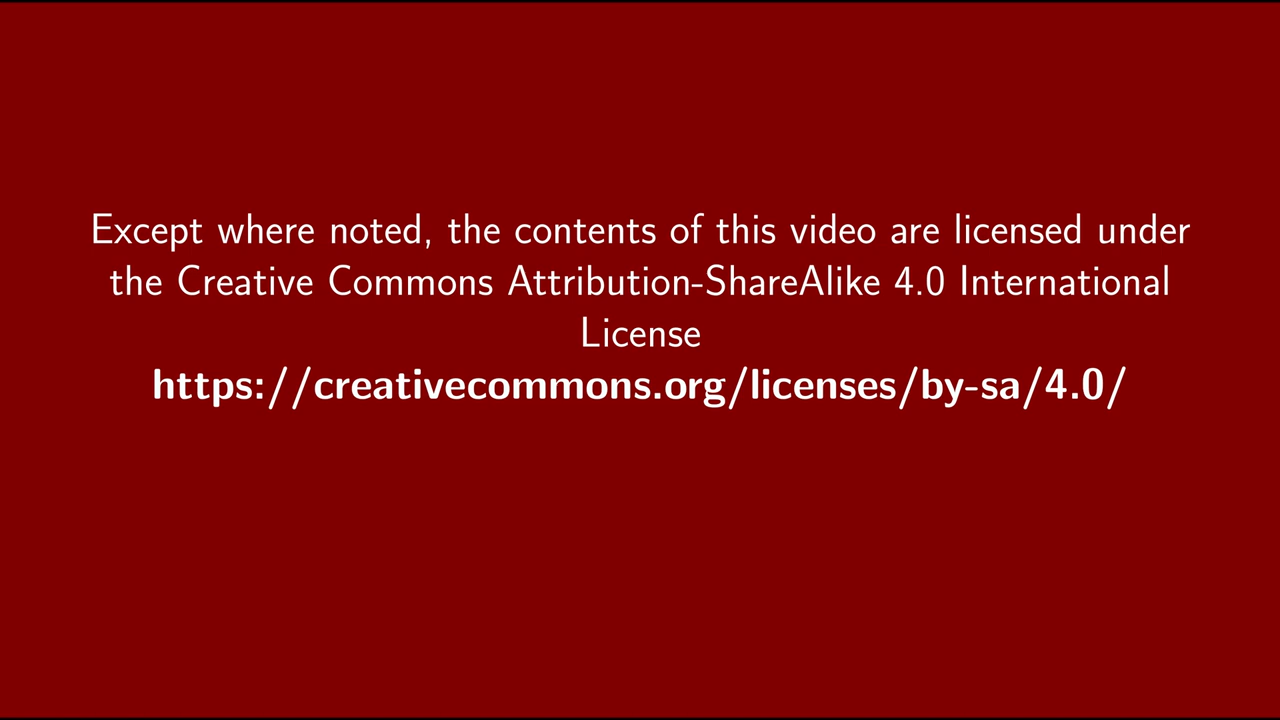 Except where noted, the contents of this video are licensed under
the Creative Commons Attribution-ShareAlike 4.0 International
License
https://creativecommons.org/licenses/by-sa/4.0/